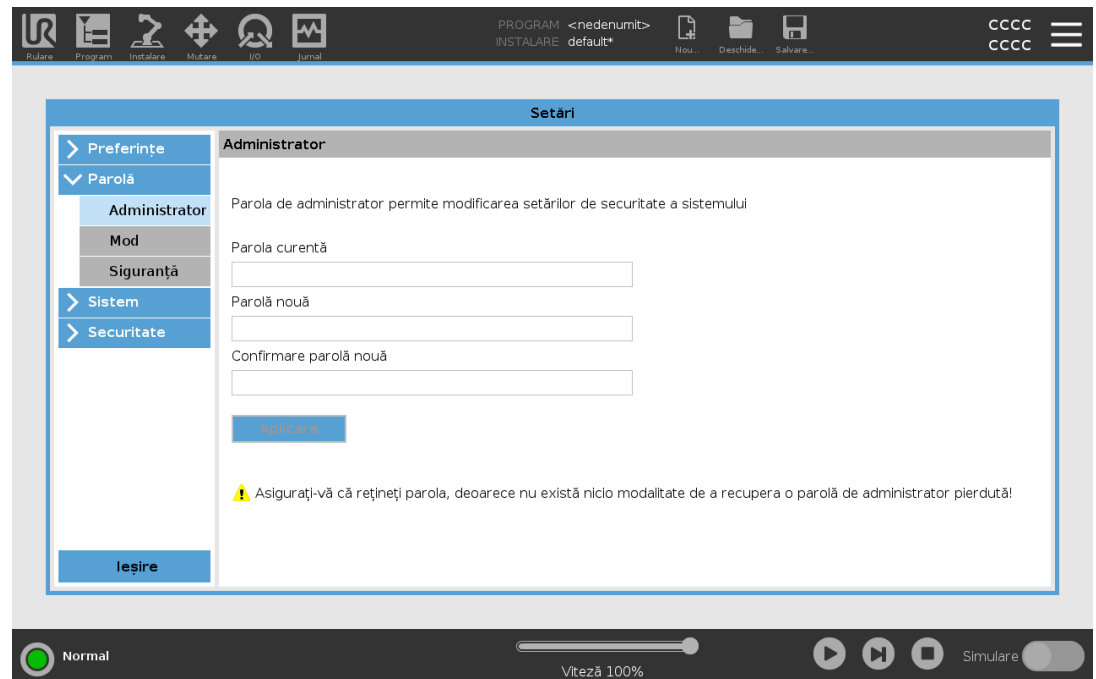 UR
PROGRAM <nedenumit>
INSTALARE default*
CCCC
CCCC
Rulare Program Instalare Mutare I/O Jurnal Nou... Deschide... Salvare...
Setări
Preferințe
Parolă
Administrator
Mod
Siguranță
Sistem
Securitate
Ieșire
Administrator
Parola de administrator permite modificarea setărilor de securitate a sistemului
Parola curentă
Parolă nouă
Confirmare parolă nouă
Aplicare
Asigurați-vă că rețineți parola, deoarece nu există nicio modalitate de a recupera o parolă de administrator pierdută!
Normal
Viteză 100%
Simulare